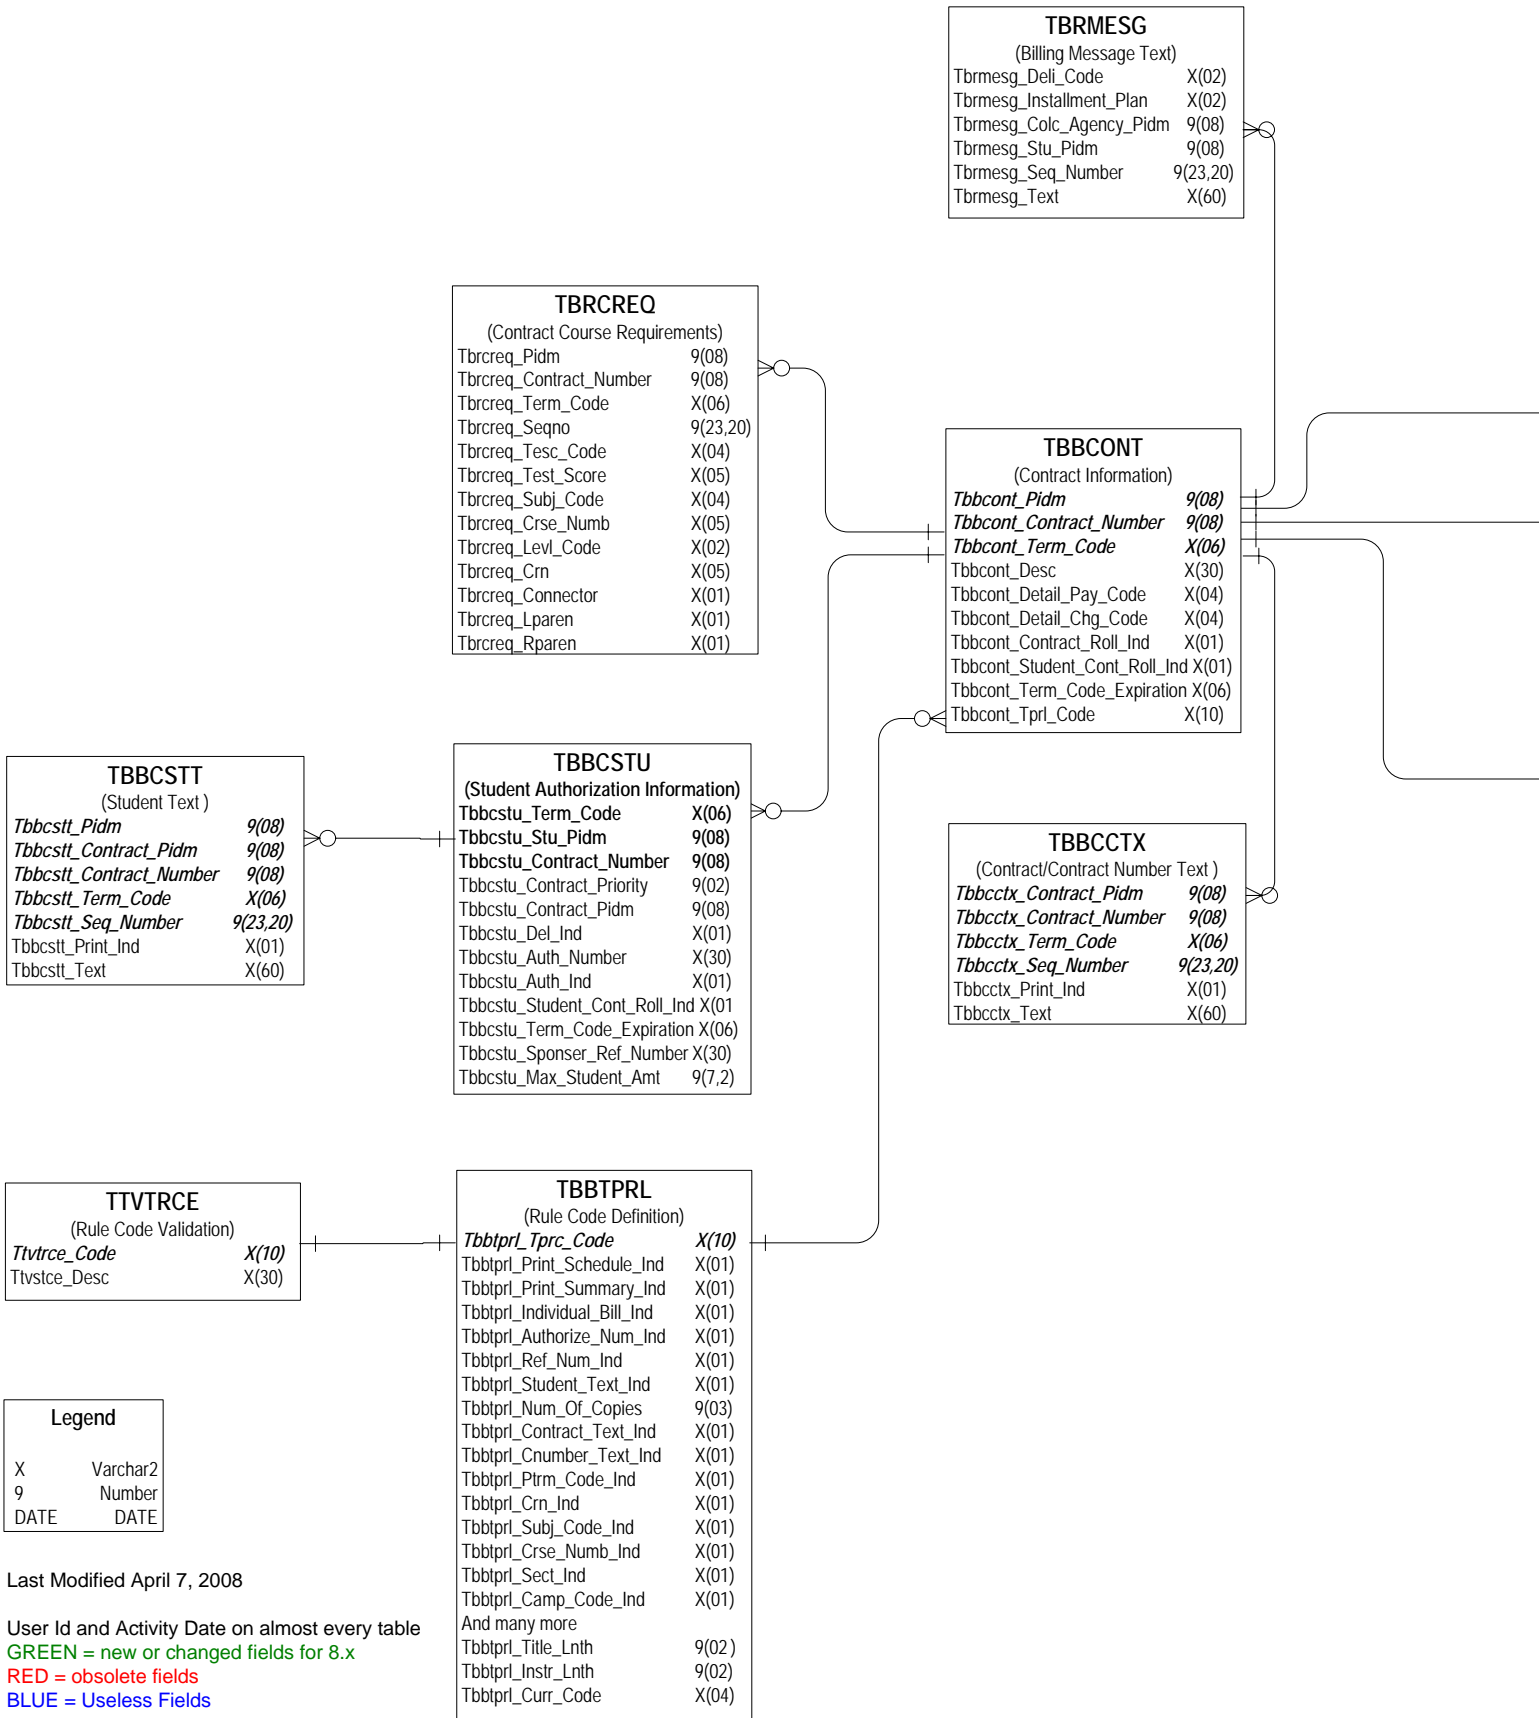 TBRMESG
(Billing Message Text)
Tbrmesg_Deli_Code X(02)
Tbrmesg_Installment_Plan X(02)
Tbrmesg_Colc_Agency_Pidm 9(08)
Tbrmesg_Stu_Pidm 9(08)
Tbrmesg_Seq_Number 9(23,20)
Tbrmesg_Text X(60)
TBRCREQ
(Contract Course Requirements)
Tbrcreq_Pidm 9(08)
Tbrcreq_Contract_Number 9(08)
Tbrcreq_Term_Code X(06)
Tbrcreq_Seqno 9(23,20)
Tbrcreq_Tesc_Code X(04)
Tbrcreq_Test_Score X(05)
Tbrcreq_Subj_Code X(04)
Tbrcreq_Crse_Numb X(05)
Tbrcreq_Levl_Code X(02)
Tbrcreq_Crn X(05)
Tbrcreq_Connector X(01)
Tbrcreq_Lparen X(01)
Tbrcreq_Rparen X(01)
TBBCONT
(Contract Information)
Tbbcont_Pidm 9(08)
Tbbcont_Contract_Number 9(08)
Tbbcont_Term_Code X(06)
Tbbcont_Desc X(30)
Tbbcont_Detail_Pay_Code X(04)
Tbbcont_Detail_Chg_Code X(04)
Tbbcont_Contract_Roll_Ind X(01)
Tbbcont_Student_Cont_Roll_Ind X(01)
Tbbcont_Term_Code_Expiration X(06)
Tbbcont_Tprl_Code X(10)
TBBCSTT
(Student Text )
Tbbcstt_Pidm 9(08)
Tbbcstt_Contract_Pidm 9(08)
Tbbcstt_Contract_Number 9(08)
Tbbcstt_Term_Code X(06)
Tbbcstt_Seq_Number 9(23,20)
Tbbcstt_Print_Ind X(01)
Tbbcstt_Text X(60)
TBBCSTU
(Student Authorization Information)
Tbbcstu_Term_Code X(06)
Tbbcstu_Stu_Pidm 9(08)
Tbbcstu_Contract_Number 9(08)
Tbbcstu_Contract_Priority 9(02)
Tbbcstu_Contract_Pidm 9(08)
Tbbcstu_Del_Ind X(01)
Tbbcstu_Auth_Number X(30)
Tbbcstu_Auth_Ind X(01)
Tbbcstu_Student_Cont_Roll_Ind X(01
Tbbcstu_Term_Code_Expiration X(06)
Tbbcstu_Sponser_Ref_Number X(30)
Tbbcstu_Max_Student_Amt 9(7,2)
TBBCCTX
(Contract/Contract Number Text )
Tbbcctx_Contract_Pidm 9(08)
Tbbcctx_Contract_Number 9(08)
Tbbcctx_Term_Code X(06)
Tbbcctx_Seq_Number 9(23,20)
Tbbcctx_Print_Ind X(01)
Tbbcctx_Text X(60)
TTVTRCE
(Rule Code Validation)
Ttvtrce_Code X(10)
Ttvstce_Desc X(30)
TBBTPRL
(Rule Code Definition)
Tbbtprl_Tprc_Code X(10)
Tbbtprl_Print_Schedule_Ind X(01)
Tbbtprl_Print_Summary_Ind X(01)
Tbbtprl_Individual_Bill_Ind X(01)
Tbbtprl_Authorize_Num_Ind X(01)
Tbbtprl_Ref_Num_Ind X(01)
Tbbtprl_Student_Text_Ind X(01)
Tbbtprl_Num_Of_Copies 9(03)
Tbbtprl_Contract_Text_Ind X(01)
Tbbtprl_Cnumber_Text_Ind X(01)
Tbbtprl_Ptrm_Code_Ind X(01)
Tbbtprl_Crn_Ind X(01)
Tbbtprl_Subj_Code_Ind X(01)
Tbbtprl_Crse_Numb_Ind X(01)
Tbbtprl_Sect_Ind X(01)
Tbbtprl_Camp_Code_Ind X(01)
And many more
Tbbtprl_Title_Lnth 9(02)
Tbbtprl_Instr_Lnth 9(02)
Tbbtprl_Curr_Code X(04)
Legend
X Varchar2
9 Number
DATE DATE
Last Modified April 7, 2008
User Id and Activity Date on almost every table
GREEN = new or changed fields for 8.x
RED = obsolete fields
BLUE = Useless Fields